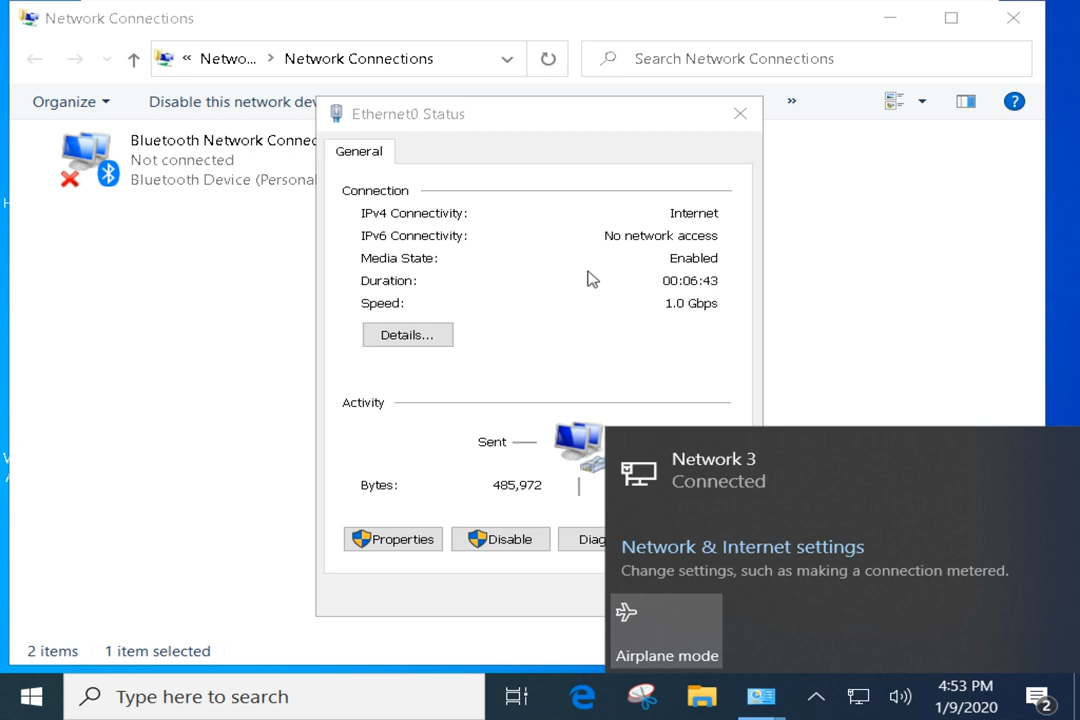 Network Connections
« Netwo... > Network Connections
Search Network Connections
Organize
Disable this network dev
»
?
Bluetooth Network Connec
Not connected
Bluetooth Device (Personal
Ethernet0 Status
General
Connection
IPv4 Connectivity: Internet
IPv6 Connectivity: No network access
Media State: Enabled
Duration: 00:06:43
Speed: 1.0 Gbps
Details...
Activity
Sent
Bytes: 485,972
Properties
Disable
Diag
Network 3
Connected
Network & Internet settings
Change settings, such as making a connection metered.
Airplane mode
2 items 1 item selected
Type here to search
4:53 PM
1/9/2020
2